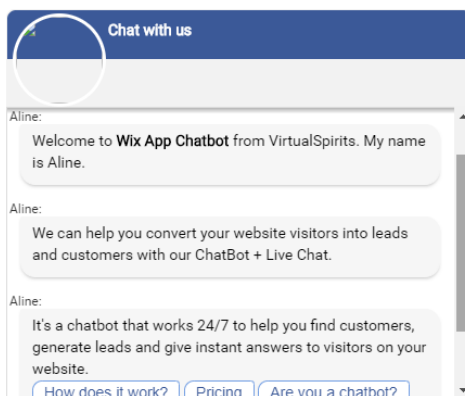 Chat with us
Aline:
Welcome to Wix App Chatbot from VirtualSpirits. My name
is Aline.
Aline:
We can help you convert your website visitors into leads
and customers with our ChatBot + Live Chat.
Aline:
It's a chatbot that works 24/7 to help you find customers,
generate leads and give instant answers to visitors on your
website.
How does it work? Pricing Are you a chatbot?